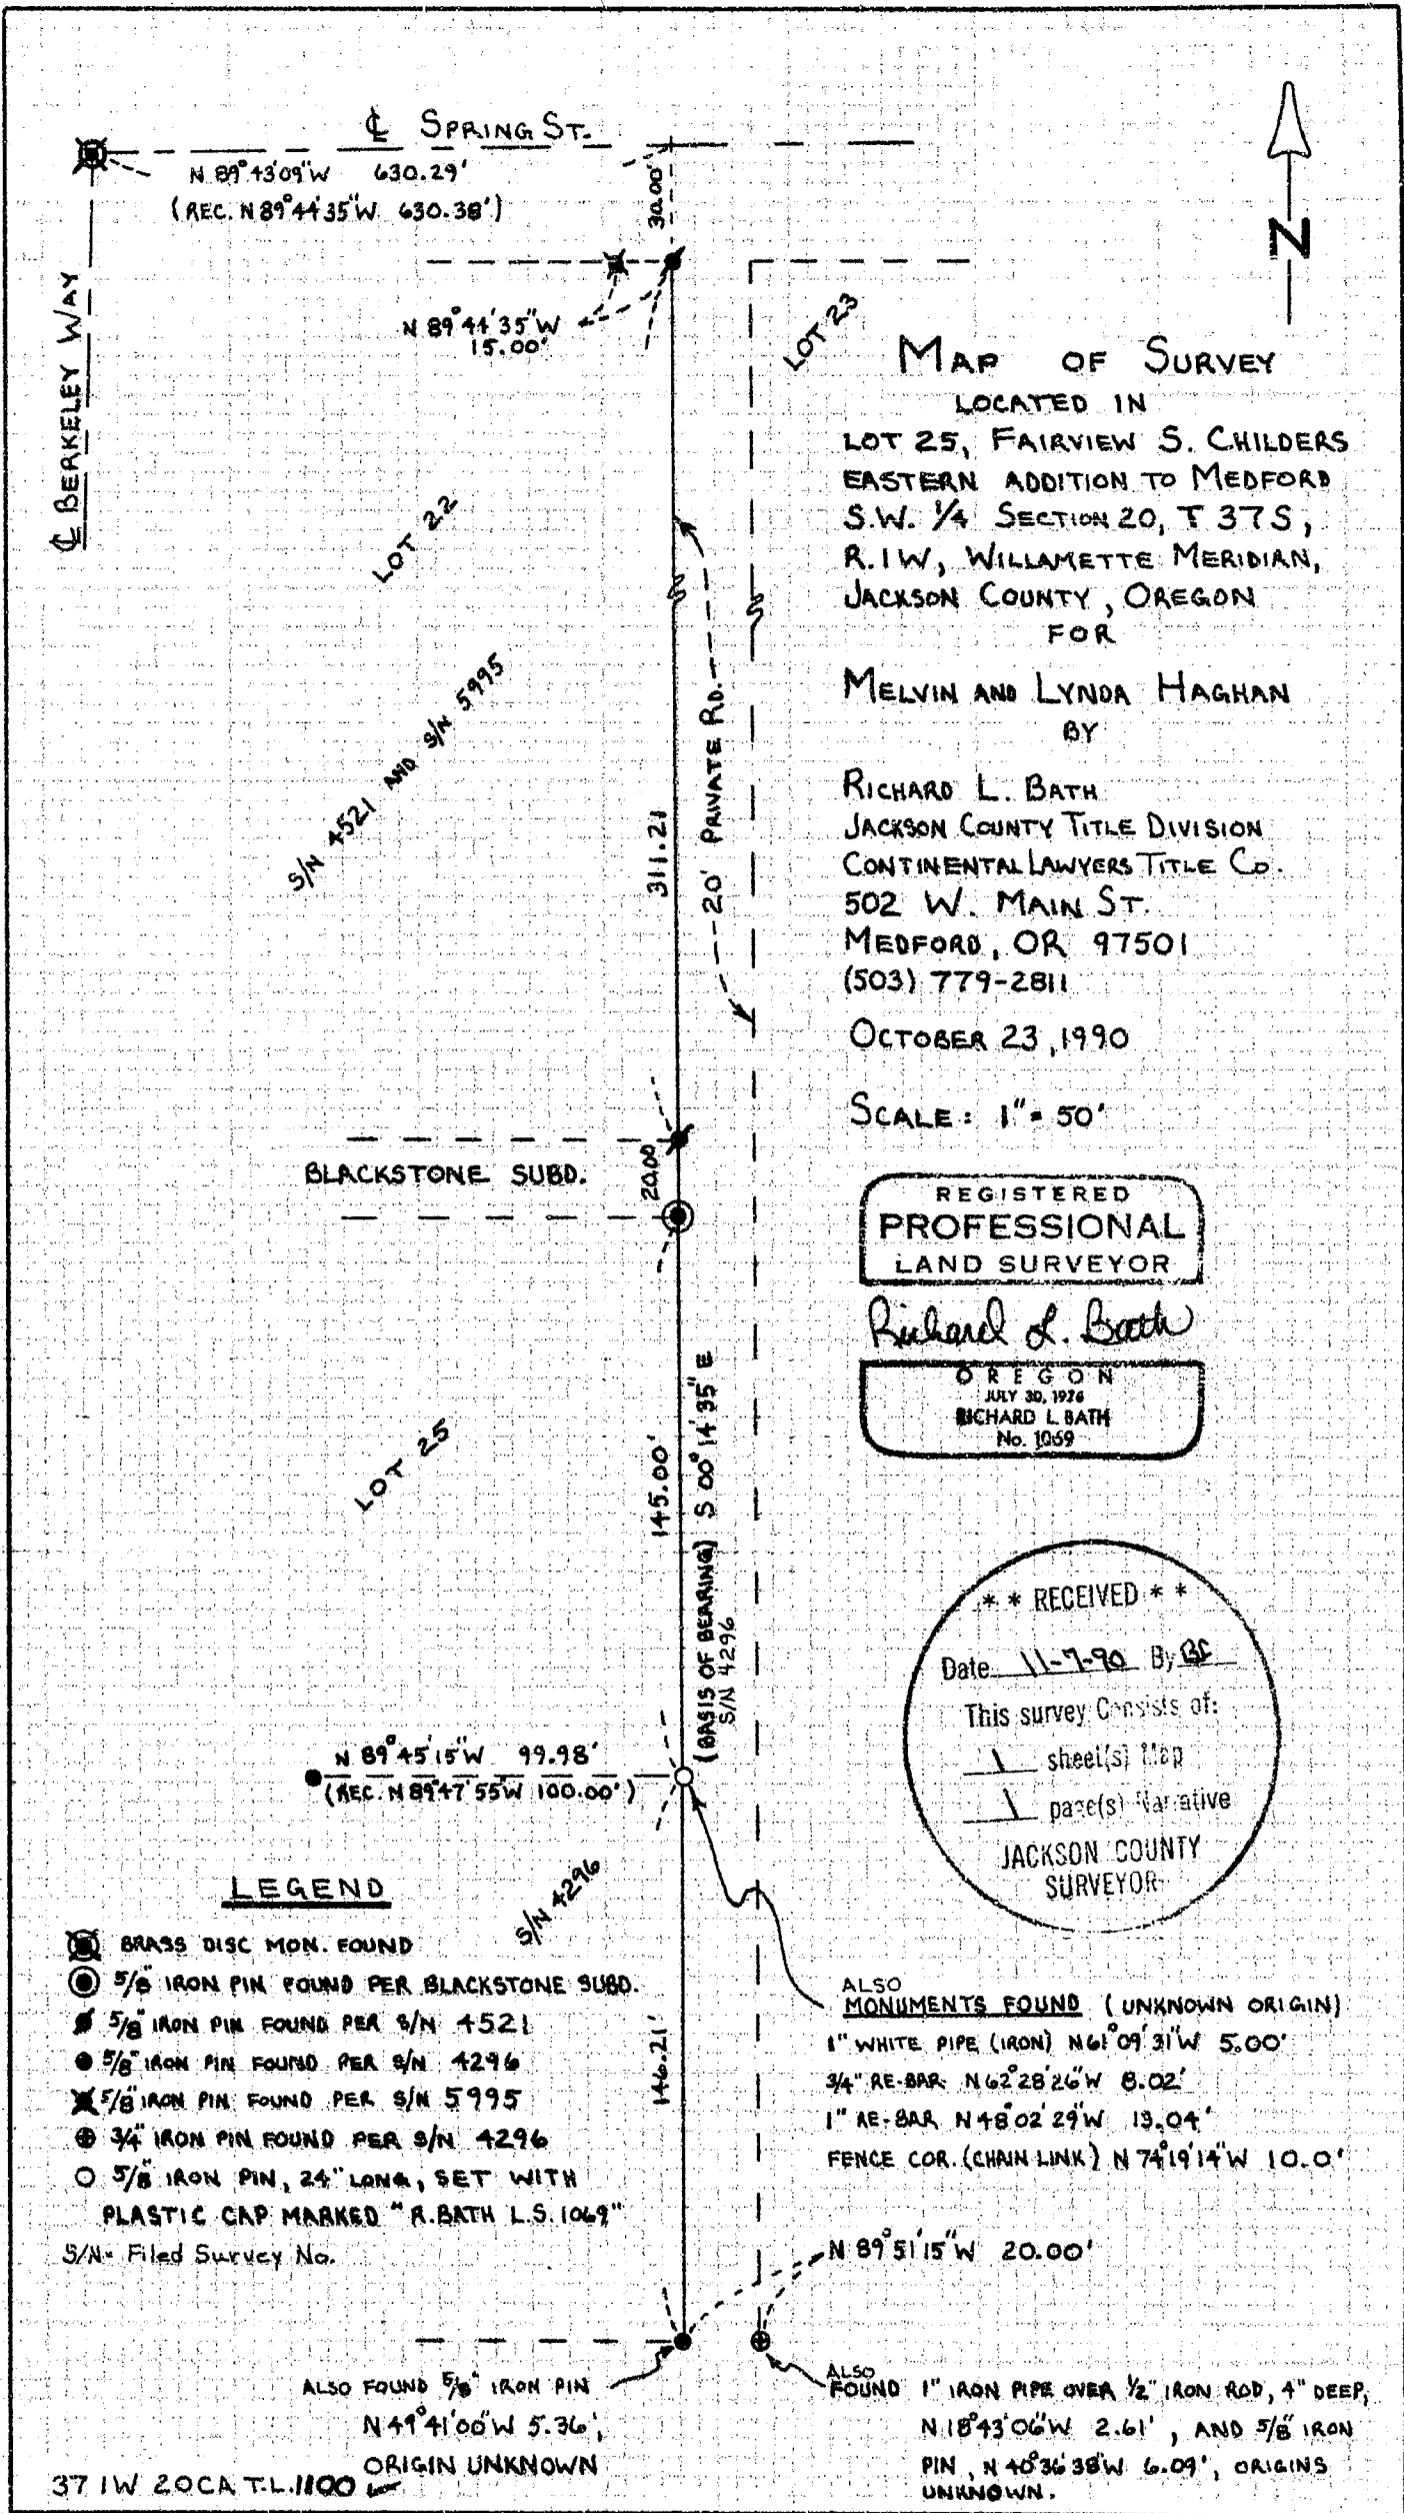 ℄ SPRING ST.
N 89°43'09"W 630.29'
(REC. N 89°44'35"W 630.38')
30.00'
N
℄ BERKELEY WAY
N 89°44'35"W
15.00'
LOT 23
LOT 22
MAP OF SURVEY
LOCATED IN
LOT 25, FAIRVIEW S. CHILDERS
EASTERN ADDITION TO MEDFORD
S.W. 1/4 SECTION 20, T 37 S,
R. 1 W, WILLAMETTE MERIDIAN,
JACKSON COUNTY, OREGON
FOR
MELVIN AND LYNDA HAGHAN
BY
RICHARD L. BATH
JACKSON COUNTY TITLE DIVISION
CONTINENTAL LAWYERS TITLE CO.
502 W. MAIN ST.
MEDFORD, OR 97501
(503) 779-2811
OCTOBER 23, 1990
SCALE: 1" = 50'
S/N 4521 AND S/N 5995
311.21
20' PRIVATE RD.
BLACKSTONE SUBD.
20.00
REGISTERED
PROFESSIONAL
LAND SURVEYOR
Richard L. Bath
OREGON
JULY 30, 1976
RICHARD L. BATH
No. 1069
LOT 25
145.00'
(BASIS OF BEARING) S 00°14'35" E
S/N 4296
* * RECEIVED * *
Date 11-7-90 By BC
This survey Consists of:
1 sheet(s) Map
1 page(s) Narrative
JACKSON COUNTY
SURVEYOR
N 89°45'15"W 99.98'
(REC. N 89°47'55"W 100.00')
S/N 4296
146.21'
LEGEND
BRASS DISC MON. FOUND
5/8" IRON PIN FOUND PER BLACKSTONE SUBD.
5/8" IRON PIN FOUND PER S/N 4521
5/8" IRON PIN FOUND PER S/N 4296
5/8" IRON PIN FOUND PER S/N 5995
3/4" IRON PIN FOUND PER S/N 4296
5/8" IRON PIN, 24" LONG, SET WITH
PLASTIC CAP MARKED "R. BATH L.S. 1069"
S/N = Filed Survey No.
ALSO
MONUMENTS FOUND (UNKNOWN ORIGIN)
1" WHITE PIPE (IRON) N 61°09'31"W 5.00'
3/4" RE-BAR N 62°28'26"W 8.02'
1" RE-BAR N 48°02'29"W 13.04'
FENCE COR. (CHAIN LINK) N 74°19'14"W 10.0'
N 89°51'15"W 20.00'
ALSO FOUND 5/8" IRON PIN
N 49°41'00"W 5.36',
ORIGIN UNKNOWN
ALSO
FOUND 1" IRON PIPE OVER 1/2" IRON ROD, 4" DEEP,
N 18°43'06"W 2.61', AND 5/8" IRON
PIN, N 40°36'38"W 6.09', ORIGINS
UNKNOWN.
37 1W 20CA T.L. 1100